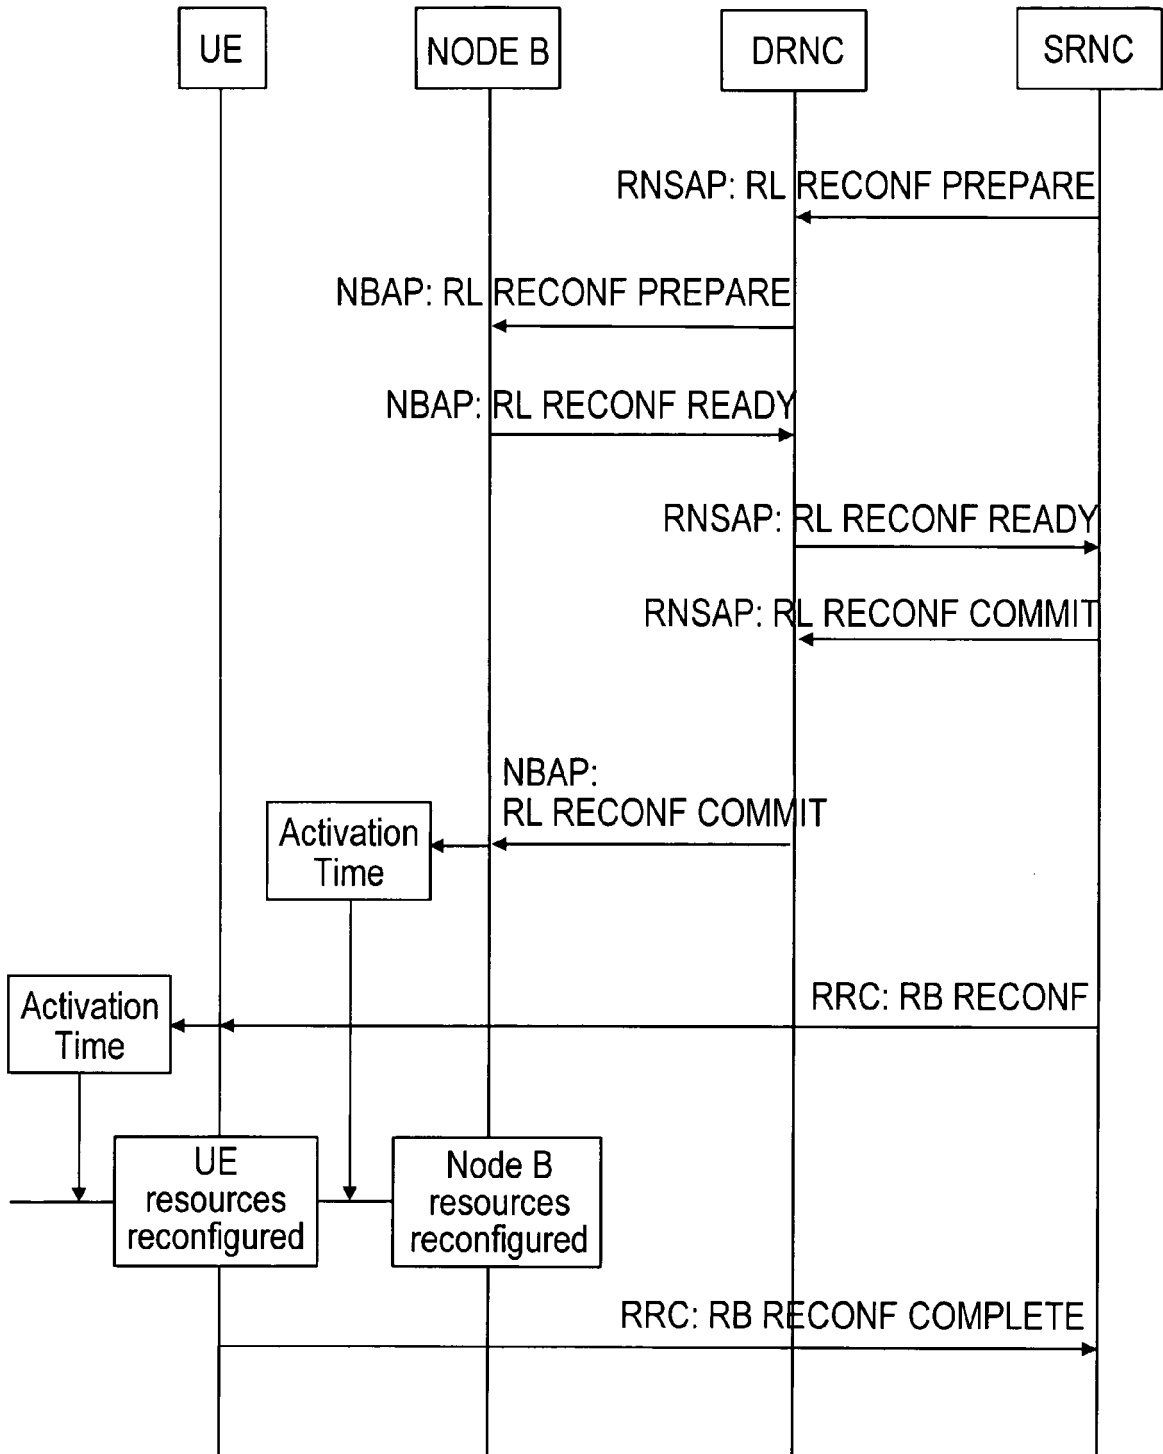 UE
NODE B
DRNC
SRNC
RNSAP: RL RECONF PREPARE
NBAP: RL RECONF PREPARE
NBAP: RL RECONF READY
RNSAP: RL RECONF READY
RNSAP: RL RECONF COMMIT
NBAP:
RL RECONF COMMIT
Activation
Time
RRC: RB RECONF
Activation
Time
UE
resources
reconfigured
Node B
resources
reconfigured
RRC: RB RECONF COMPLETE